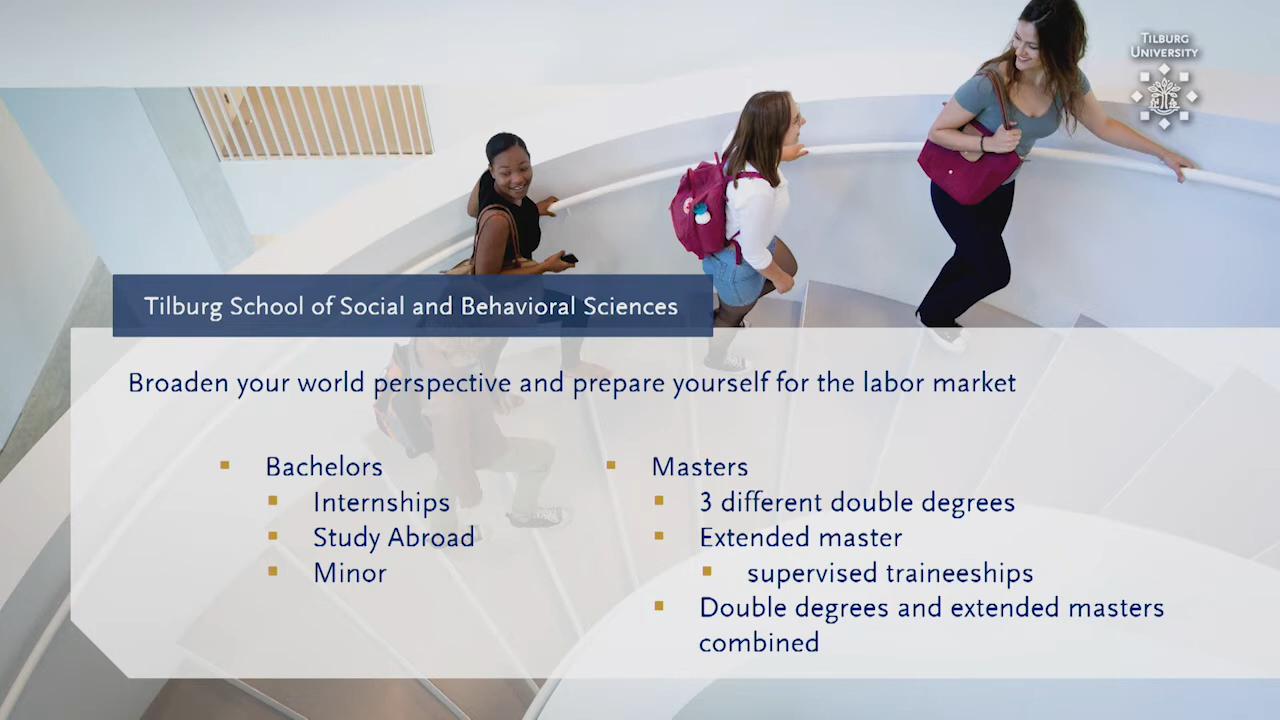 TILBURG
UNIVERSITY
Tilburg School of Social and Behavioral Sciences
Broaden your world perspective and prepare yourself for the labor market
Bachelors
Internships
Study Abroad
Minor
Masters
3 different double degrees
Extended master
supervised traineeships
Double degrees and extended masters
combined